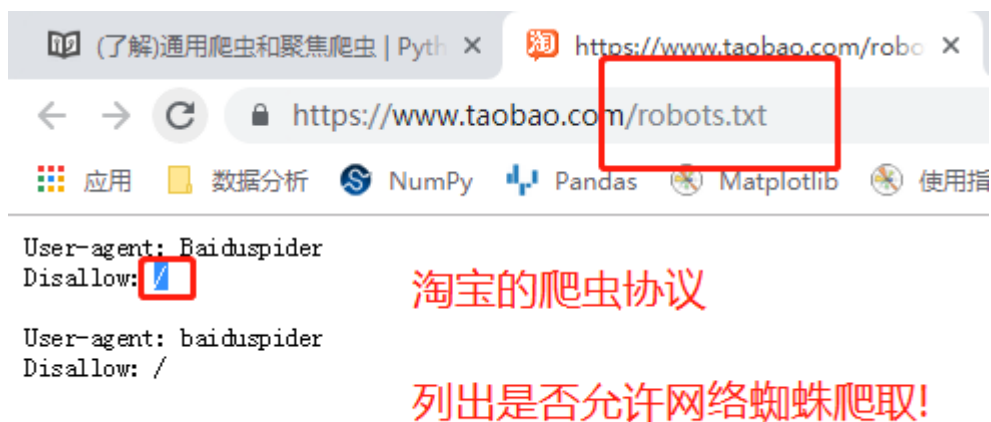 (了解)通用爬虫和聚焦爬虫 | Pyth
https://www.taobao.com/robo
https://www.taobao.com/robots.txt
应用 数据分析 NumPy Pandas Matplotlib 使用指
User-agent: Baiduspider
Disallow: /
淘宝的爬虫协议
User-agent: baiduspider
Disallow: /
列出是否允许网络蜘蛛爬取!